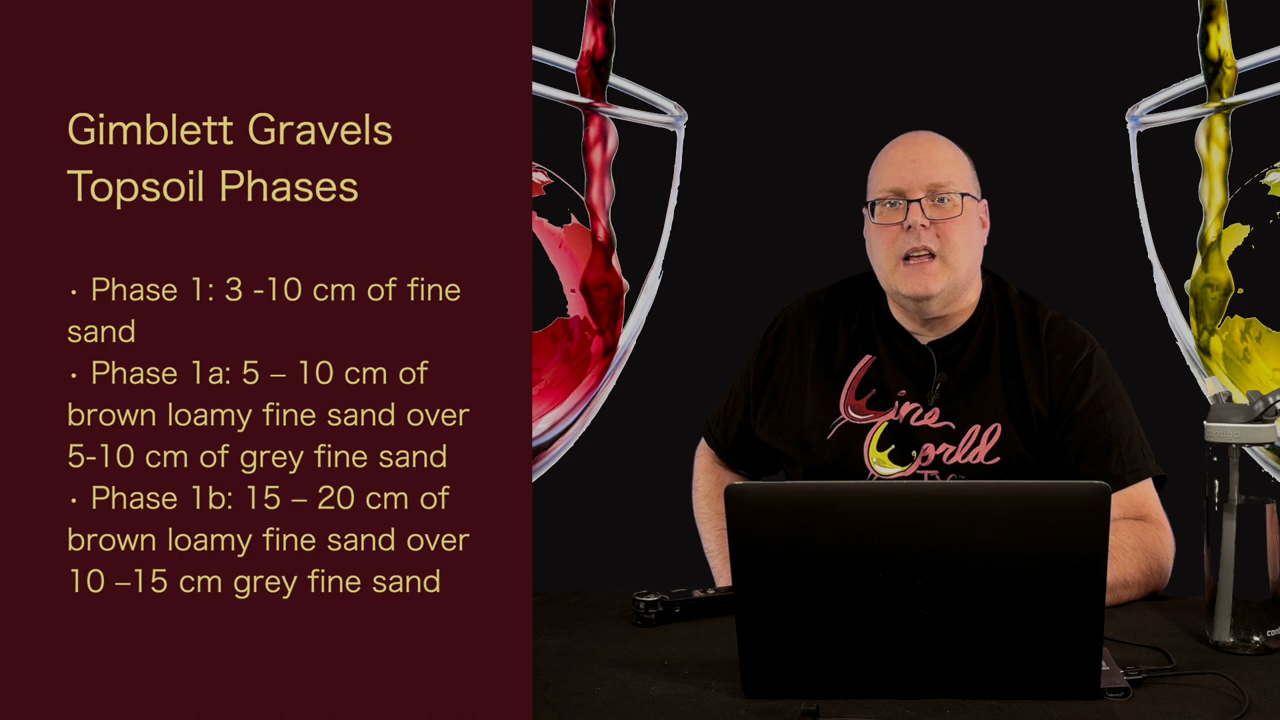 Gimblett Gravels
Topsoil Phases
• Phase 1: 3 -10 cm of fine
sand
• Phase 1a: 5 – 10 cm of
brown loamy fine sand over
5-10 cm of grey fine sand
• Phase 1b: 15 – 20 cm of
brown loamy fine sand over
10 –15 cm grey fine sand
Wine
World
contigo